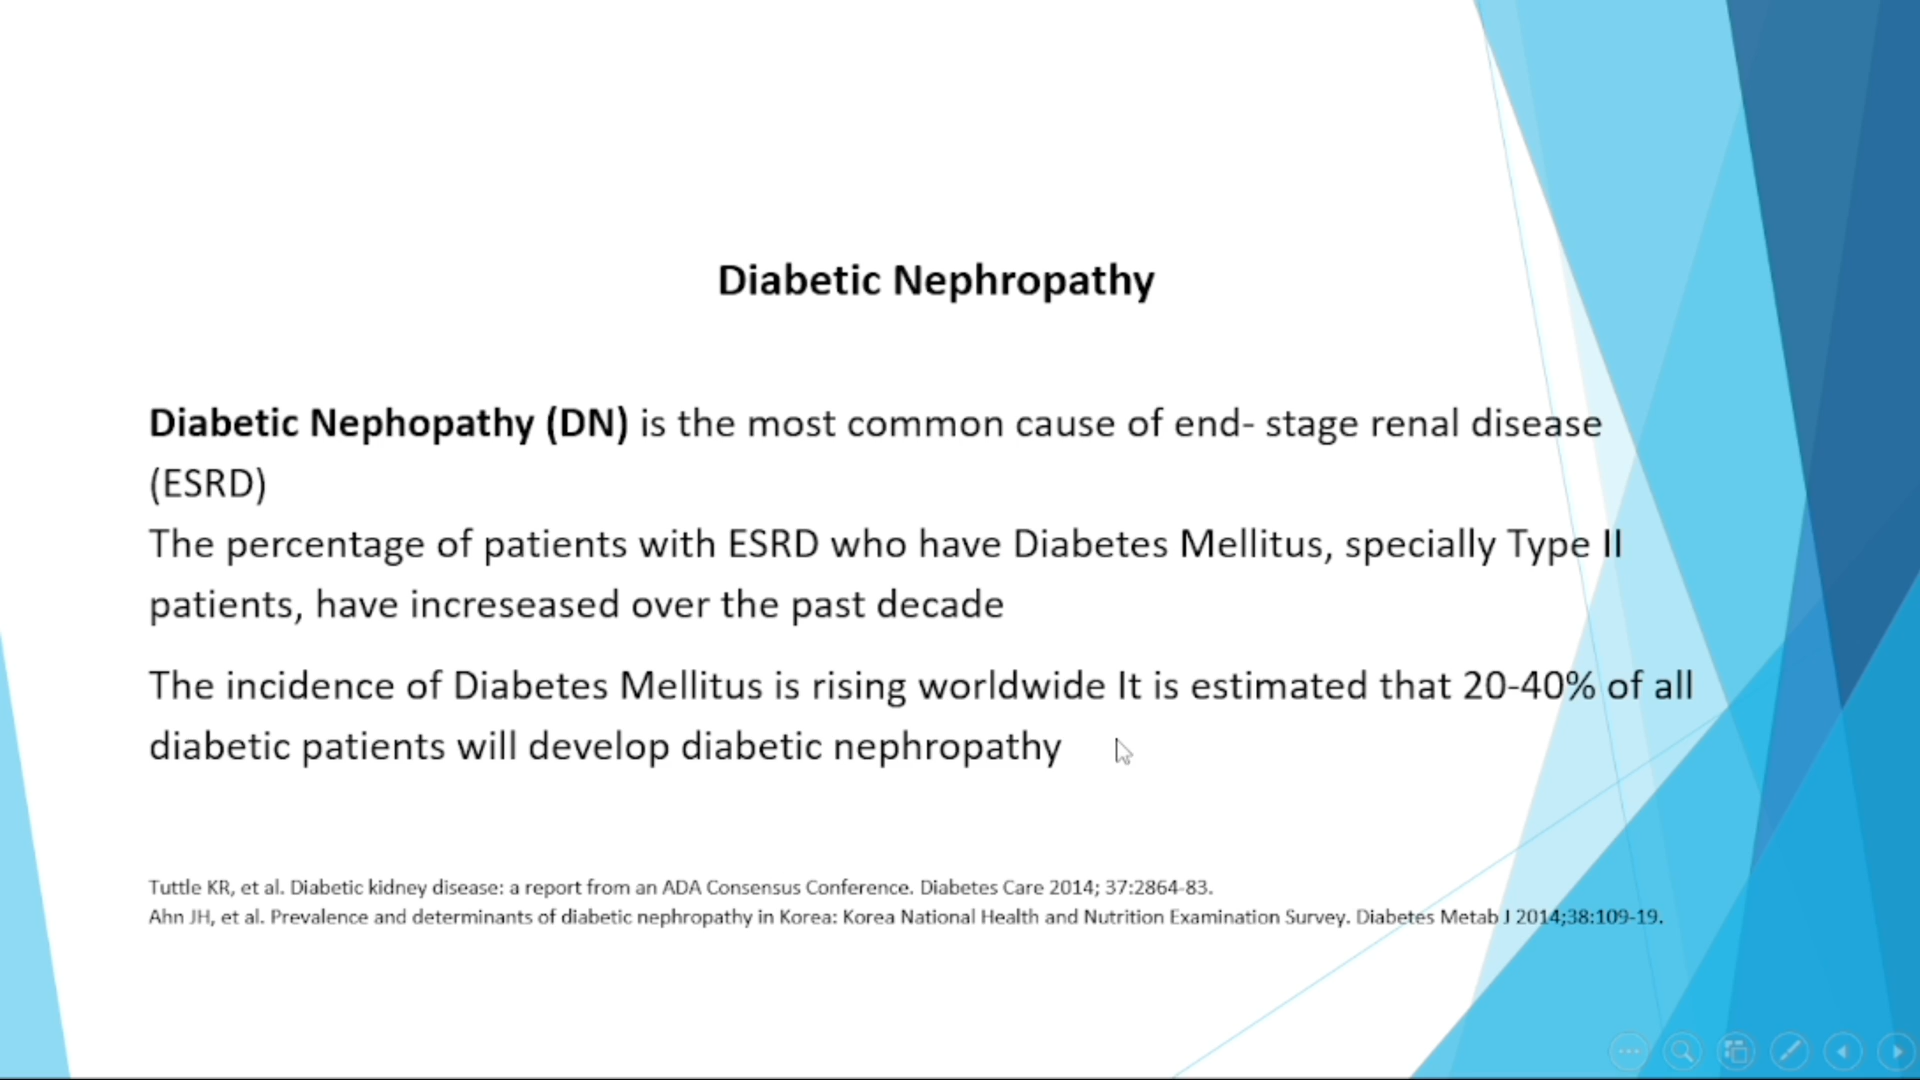 Diabetic Nephropathy
Diabetic Nephopathy (DN) is the most common cause of end- stage renal disease
(ESRD)
The percentage of patients with ESRD who have Diabetes Mellitus, specially Type II
patients, have increseased over the past decade
The incidence of Diabetes Mellitus is rising worldwide It is estimated that 20-40% of all
diabetic patients will develop diabetic nephropathy
Tuttle KR, et al. Diabetic kidney disease: a report from an ADA Consensus Conference. Diabetes Care 2014; 37:2864-83.
Ahn JH, et al. Prevalence and determinants of diabetic nephropathy in Korea: Korea National Health and Nutrition Examination Survey. Diabetes Metab J 2014;38:109-19.